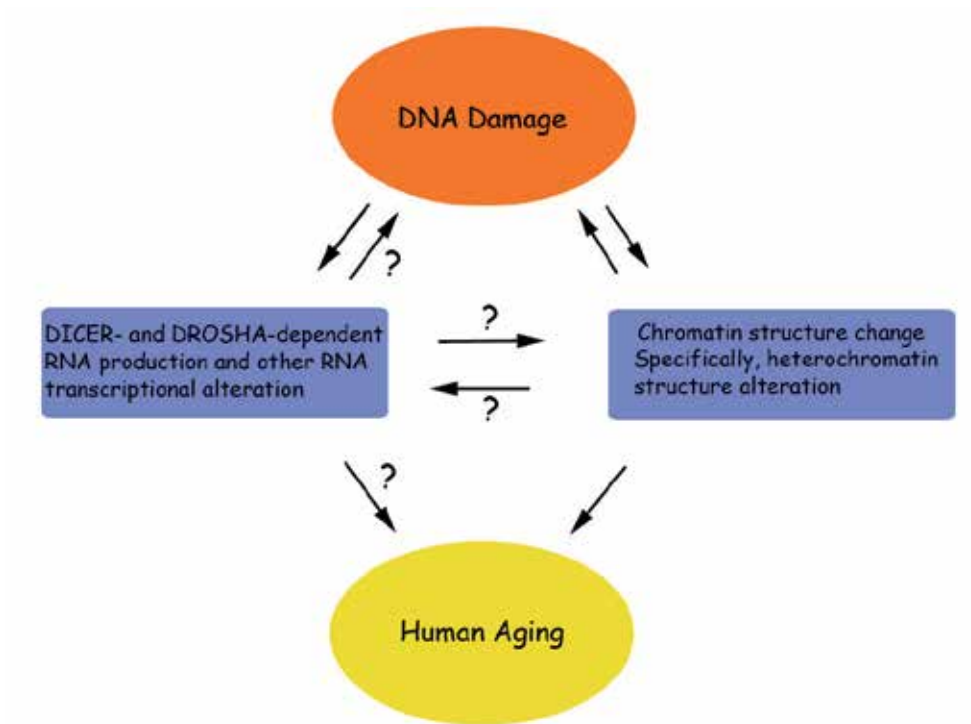 DNA Damage
?
DICER- and DROSHA-dependent
RNA production and other RNA
transcriptional alteration
?
?
Chromatin structure change
Specifically, heterochromatin
structure alteration
?
Human Aging